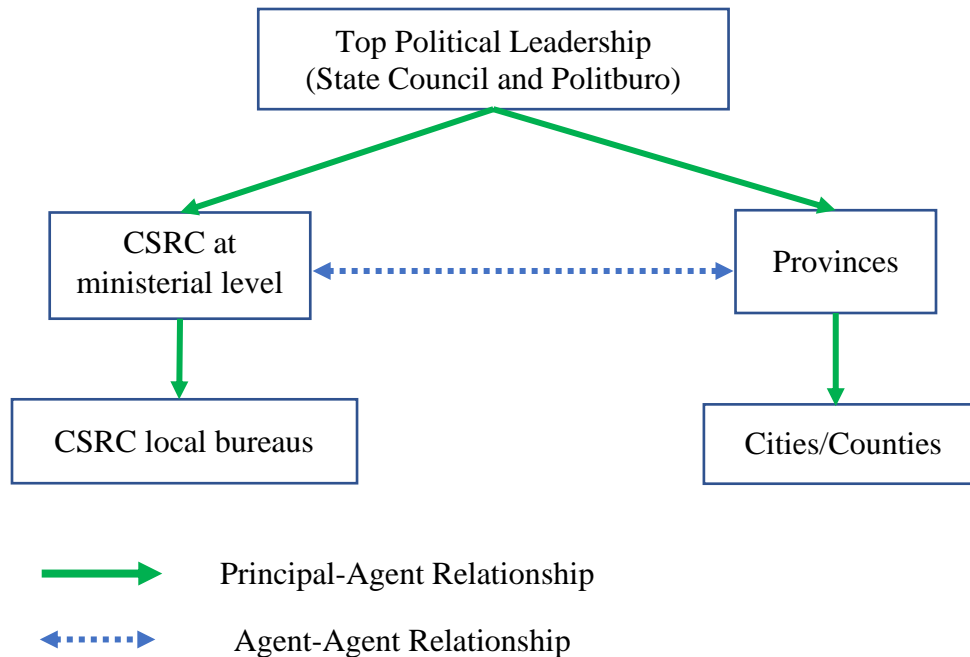 Top Political Leadership
(State Council and Politburo)
CSRC at
ministerial level
Provinces
CSRC local bureaus
Cities/Counties
Principal-Agent Relationship
Agent-Agent Relationship